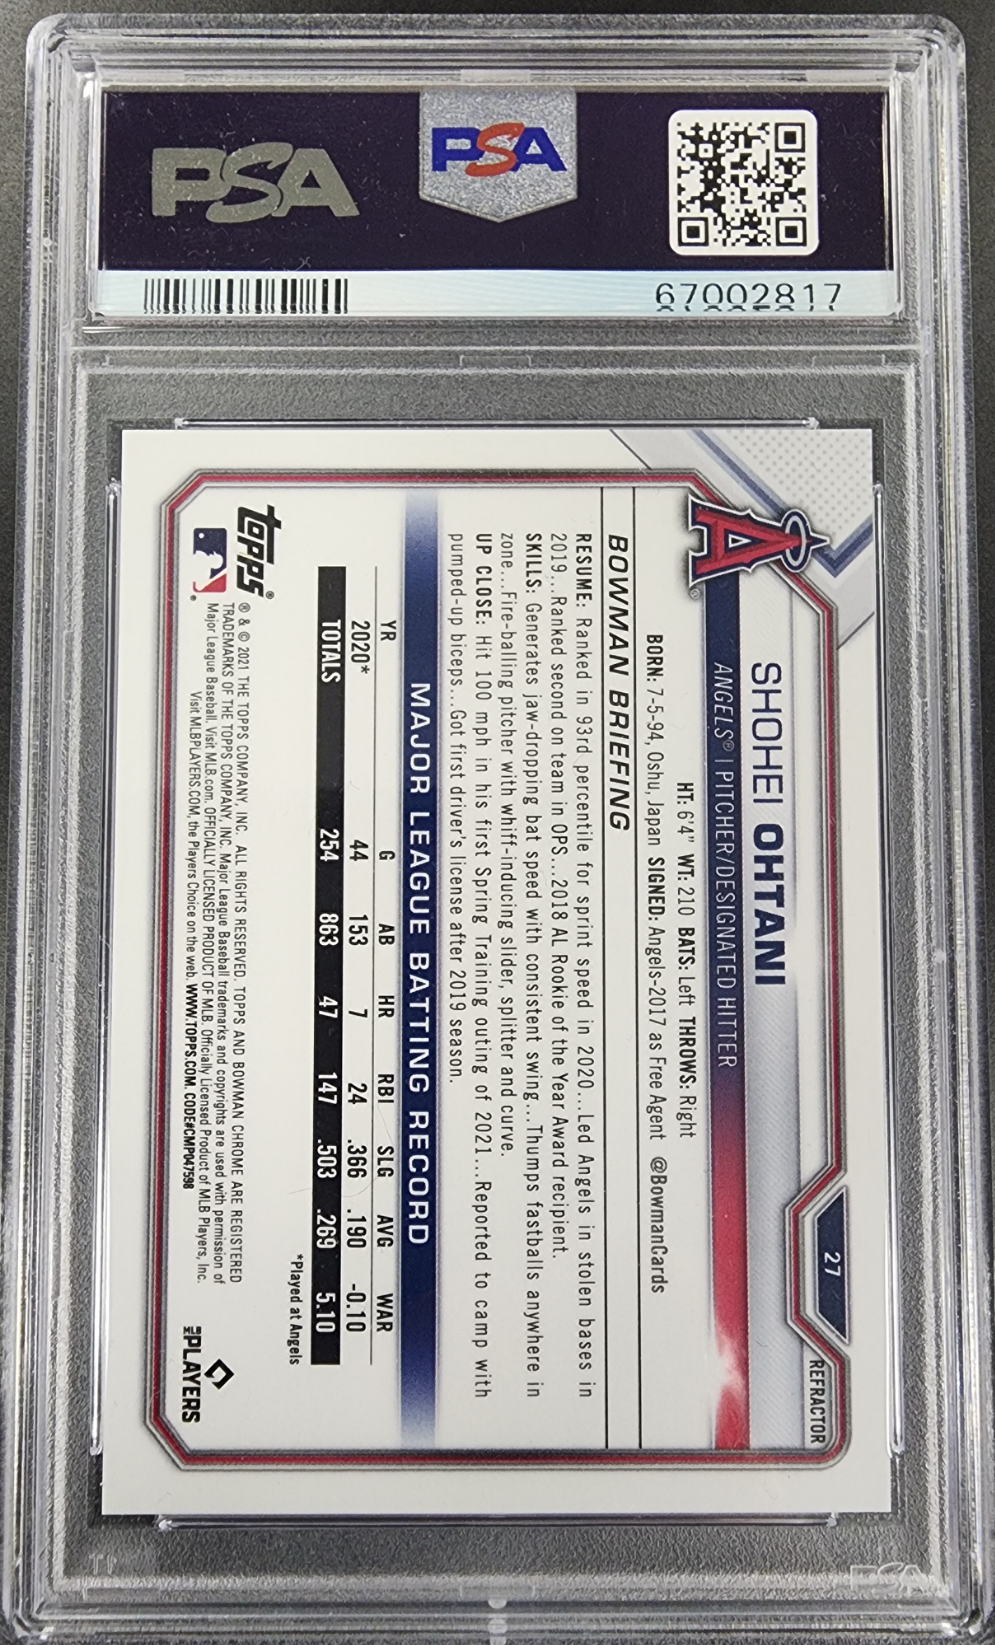 PSA
PSA
67002817
27
REFRACTOR
SHOHEI OHTANI
ANGELS® | PITCHER/DESIGNATED HITTER
HT: 6'4" WT: 210 BATS: Left THROWS: Right
BORN: 7-5-94, Oshu, Japan SIGNED: Angels-2017 as Free Agent @BowmanCards
BOWMAN BRIEFING
RESUME: Ranked in 93rd percentile for sprint speed in 2020...Led Angels in stolen bases in
2019...Ranked second on team in OPS...2018 AL Rookie of the Year Award recipient.
SKILLS: Generates jaw-dropping bat speed with consistent swing...Thumps fastballs anywhere in
zone...Fire-balling pitcher with whiff-inducing slider, splitter and curve.
UP CLOSE: Hit 100 mph in his first Spring Training outing of 2021...Reported to camp with
pumped-up biceps...Got first driver's license after 2019 season.
MAJOR LEAGUE BATTING RECORD
YR G AB HR RBI SLG AVG WAR
2020* 44 153 7 24 .366 .190 -0.10
TOTALS 254 863 47 147 .503 .269 5.10
*Played at Angels
topps®
® & © 2021 THE TOPPS COMPANY, INC. ALL RIGHTS RESERVED. TOPPS AND BOWMAN CHROME ARE REGISTERED
TRADEMARKS OF THE TOPPS COMPANY, INC. Major League Baseball trademarks and copyrights are used with permission of
Major League Baseball. Visit MLB.com. OFFICIALLY LICENSED PRODUCT OF MLB. Officially Licensed Product of MLB Players, Inc.
Visit MLBPLAYERS.COM, the Players Choice on the web. WWW.TOPPS.COM. CODE#CMP047598
THE PLAYERS
PSA